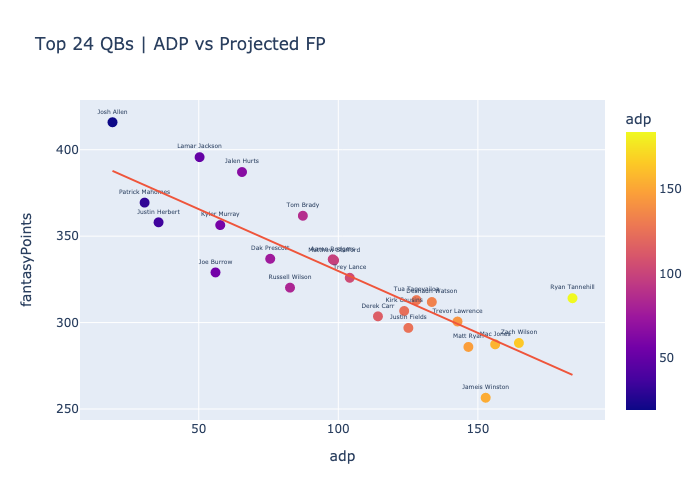 Top 24 QBs | ADP vs Projected FP
adp
Josh Allen
Lamar Jackson
Jalen Hurts
Patrick Mahomes
Tom Brady
Justin Herbert
Kyler Murray
Dak Prescott
Matthew Stafford
Joe Burrow
Trey Lance
Russell Wilson
Tua Tagovailoa
Deshaun Watson
Ryan Tannehill
Kirk Cousins
Derek Carr
Trevor Lawrence
Justin Fields
Matt Ryan
Mac Jones
Zach Wilson
Jameis Winston
400
350
300
250
fantasyPoints
50
100
150
adp
150
100
50